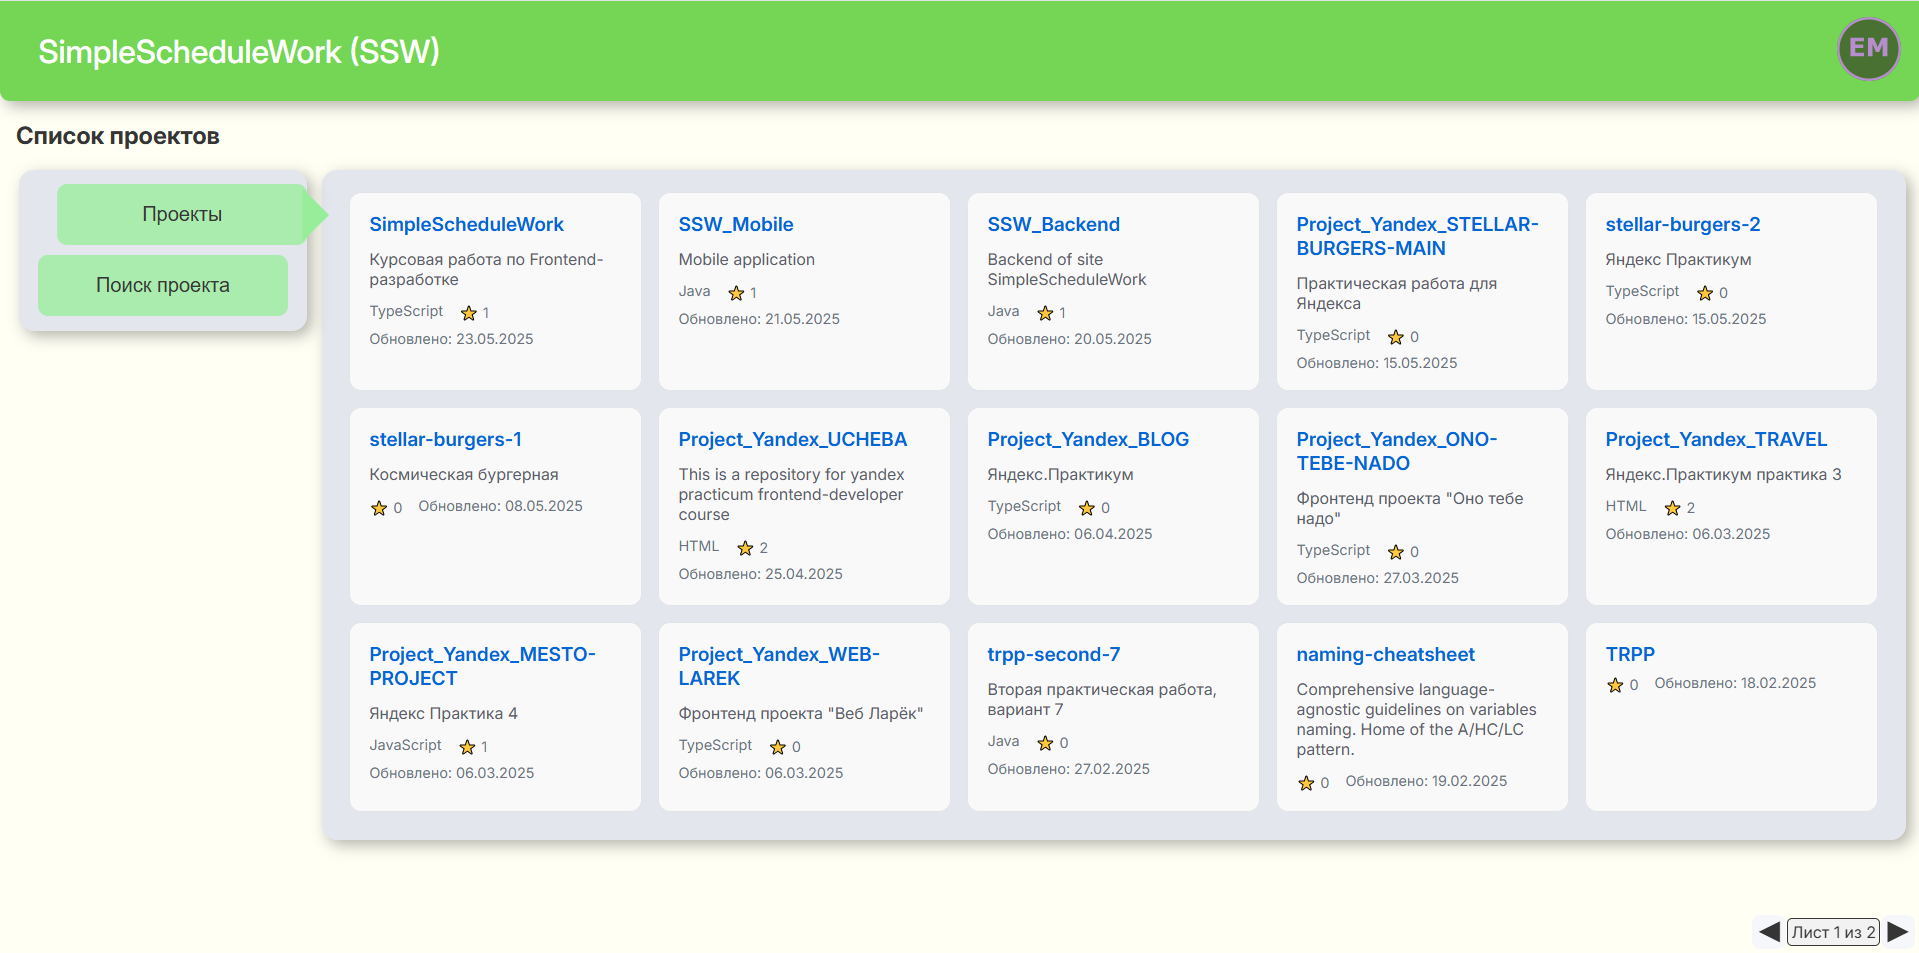 SimpleScheduleWork (SSW)
EM
Список проектов
Проекты
Поиск проекта
SimpleScheduleWork
Курсовая работа по Frontend-
разработке
TypeScript 1
Обновлено: 23.05.2025
SSW_Mobile
Mobile application
Java 1
Обновлено: 21.05.2025
SSW_Backend
Backend of site
SimpleScheduleWork
Java 1
Обновлено: 20.05.2025
Project_Yandex_STELLAR-
BURGERS-MAIN
Практическая работа для
Яндекса
TypeScript 0
Обновлено: 15.05.2025
stellar-burgers-2
Яндекс Практикум
TypeScript 0
Обновлено: 15.05.2025
stellar-burgers-1
Космическая бургерная
0 Обновлено: 08.05.2025
Project_Yandex_UCHEBA
This is a repository for yandex
practicum frontend-developer
course
HTML 2
Обновлено: 25.04.2025
Project_Yandex_BLOG
Яндекс.Практикум
TypeScript 0
Обновлено: 06.04.2025
Project_Yandex_ONO-
TEBE-NADO
Фронтенд проекта "Оно тебе
надо"
TypeScript 0
Обновлено: 27.03.2025
Project_Yandex_TRAVEL
Яндекс.Практикум практика 3
HTML 2
Обновлено: 06.03.2025
Project_Yandex_MESTO-
PROJECT
Яндекс Практика 4
JavaScript 1
Обновлено: 06.03.2025
Project_Yandex_WEB-
LAREK
Фронтенд проекта "Веб Ларёк"
TypeScript 0
Обновлено: 06.03.2025
trpp-second-7
Вторая практическая работа,
вариант 7
Java 0
Обновлено: 27.02.2025
naming-cheatsheet
Comprehensive language-
agnostic guidelines on variables
naming. Home of the A/HC/LC
pattern.
0 Обновлено: 19.02.2025
TRPP
0 Обновлено: 18.02.2025
Лист 1 из 2